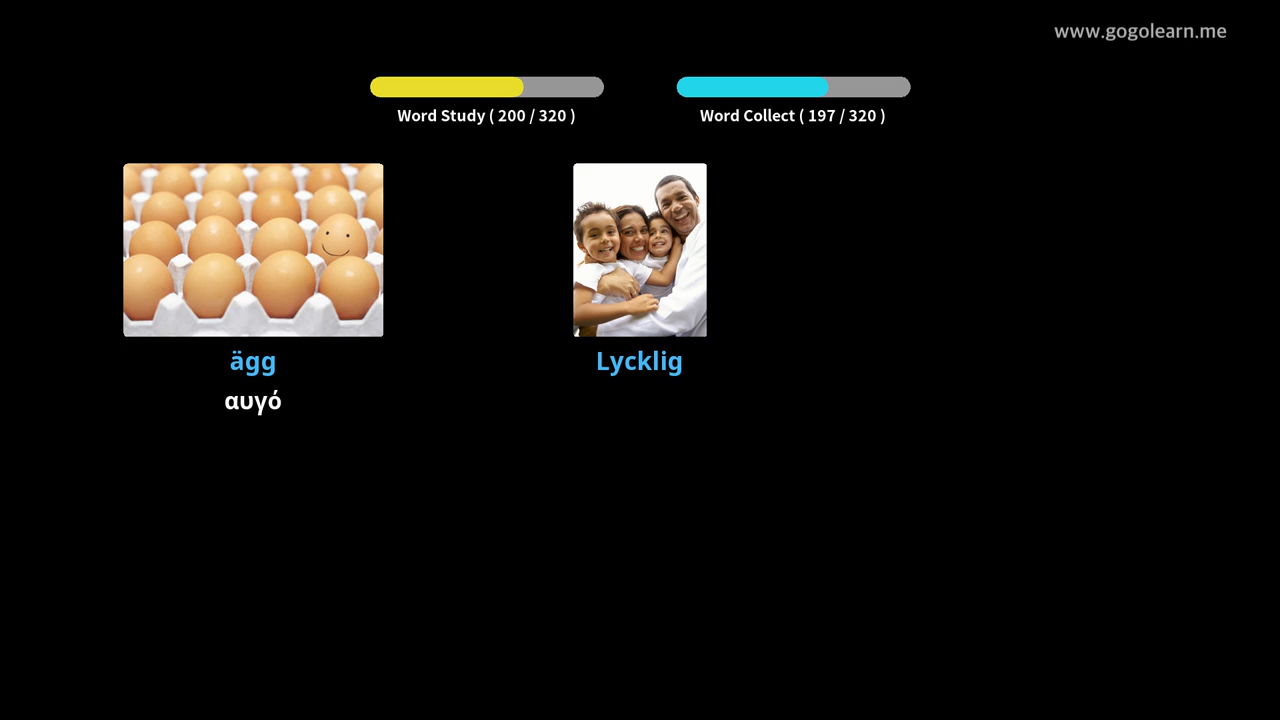 www.gogolearn.me
Word Study ( 200 / 320 )
Word Collect ( 197 / 320 )
ägg
Lycklig
αυγό